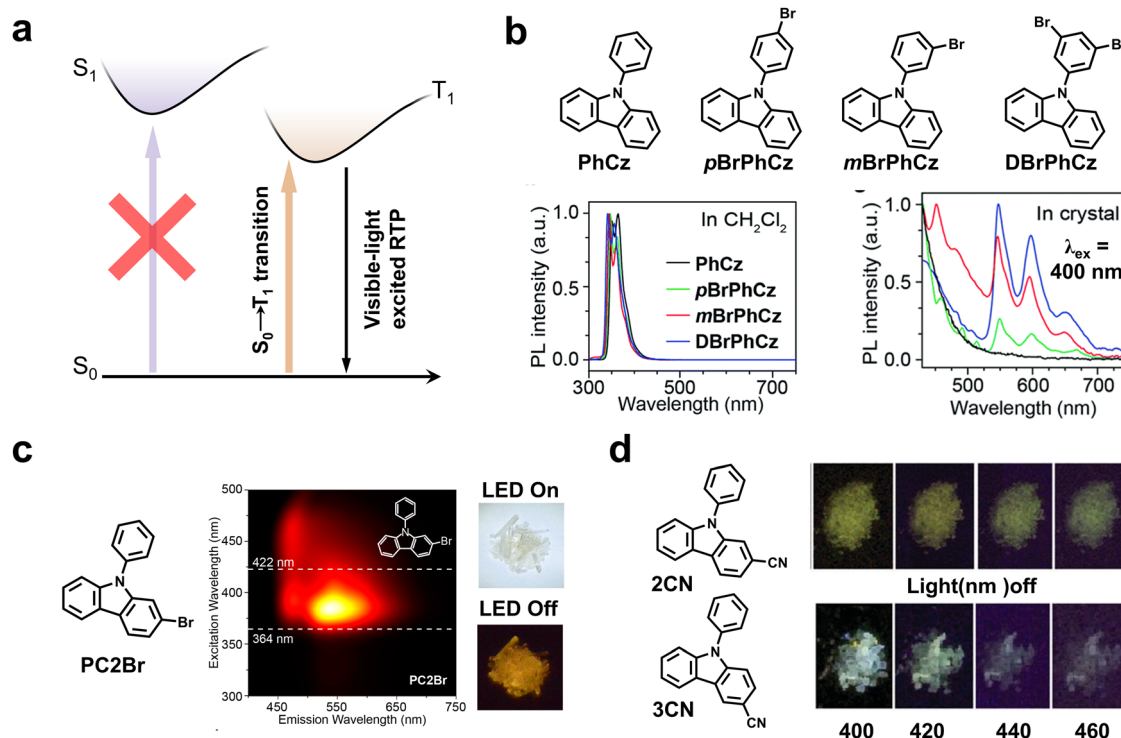 a
S1
T1
S0→T1 transition
Visible-light
excited RTP
S0
b
Br
Br
Br
Br
N
N
N
N
PhCz
pBrPhCz
mBrPhCz
DBrPhCz
PL intensity (a.u.)
1.0
0.5
0.0
In CH2Cl2
PhCz
pBrPhCz
mBrPhCz
DBrPhCz
300
500
700
Wavelength (nm)
PL intensity (a.u.)
1.0
0.5
0.0
In crystal
λex =
400 nm
500
600
700
Wavelength (nm)
c
N
Br
PC2Br
Excitation Wavelength (nm)
500
450
400
350
300
422 nm
364 nm
N
Br
PC2Br
450
550
650
750
Emission Wavelength (nm)
LED On
LED Off
d
N
CN
2CN
N
CN
3CN
Light(nm )off
400
420
440
460